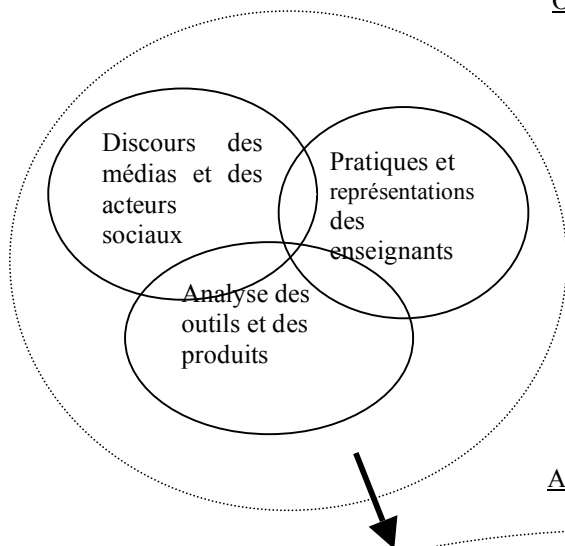 Discours des
médias et des
acteurs
sociaux
Pratiques et
représentations
des
enseignants
Analyse des
outils et des
produits
A